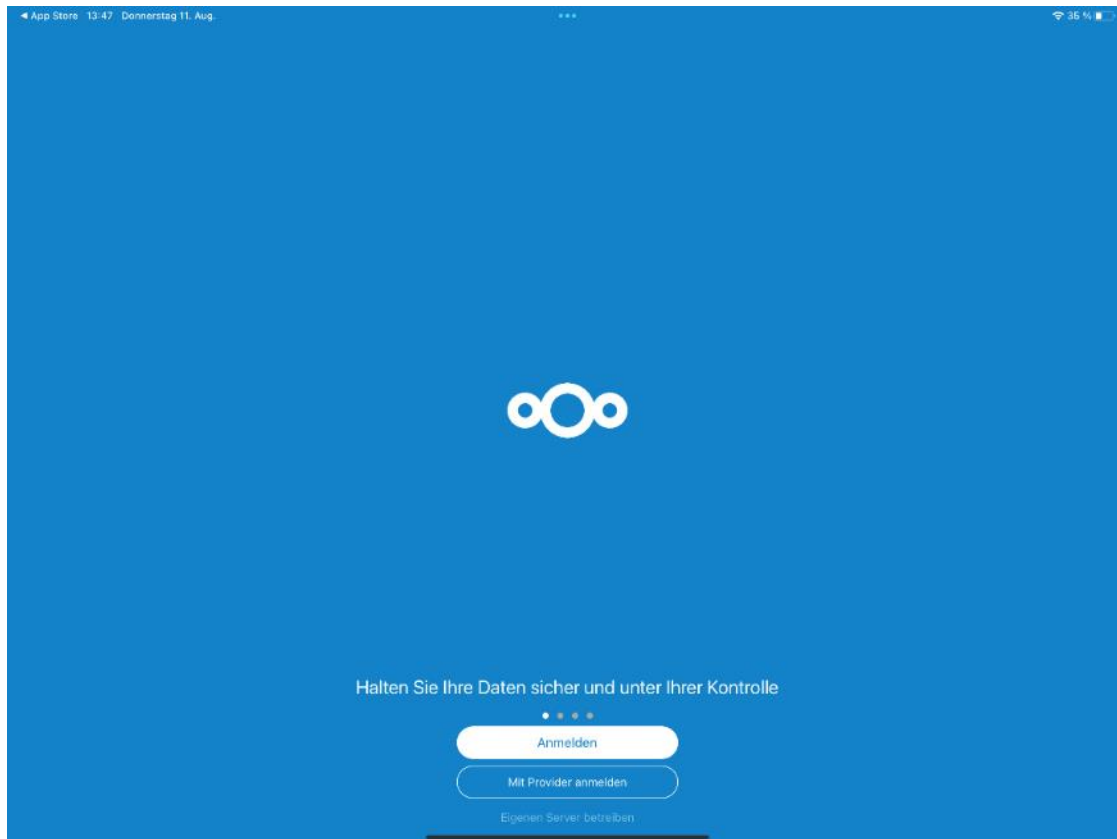 ◀ App Store 13:47 Donnerstag 11. Aug.
35 %
Halten Sie Ihre Daten sicher und unter Ihrer Kontrolle
Anmelden
Mit Provider anmelden
Eigenen Server betreiben